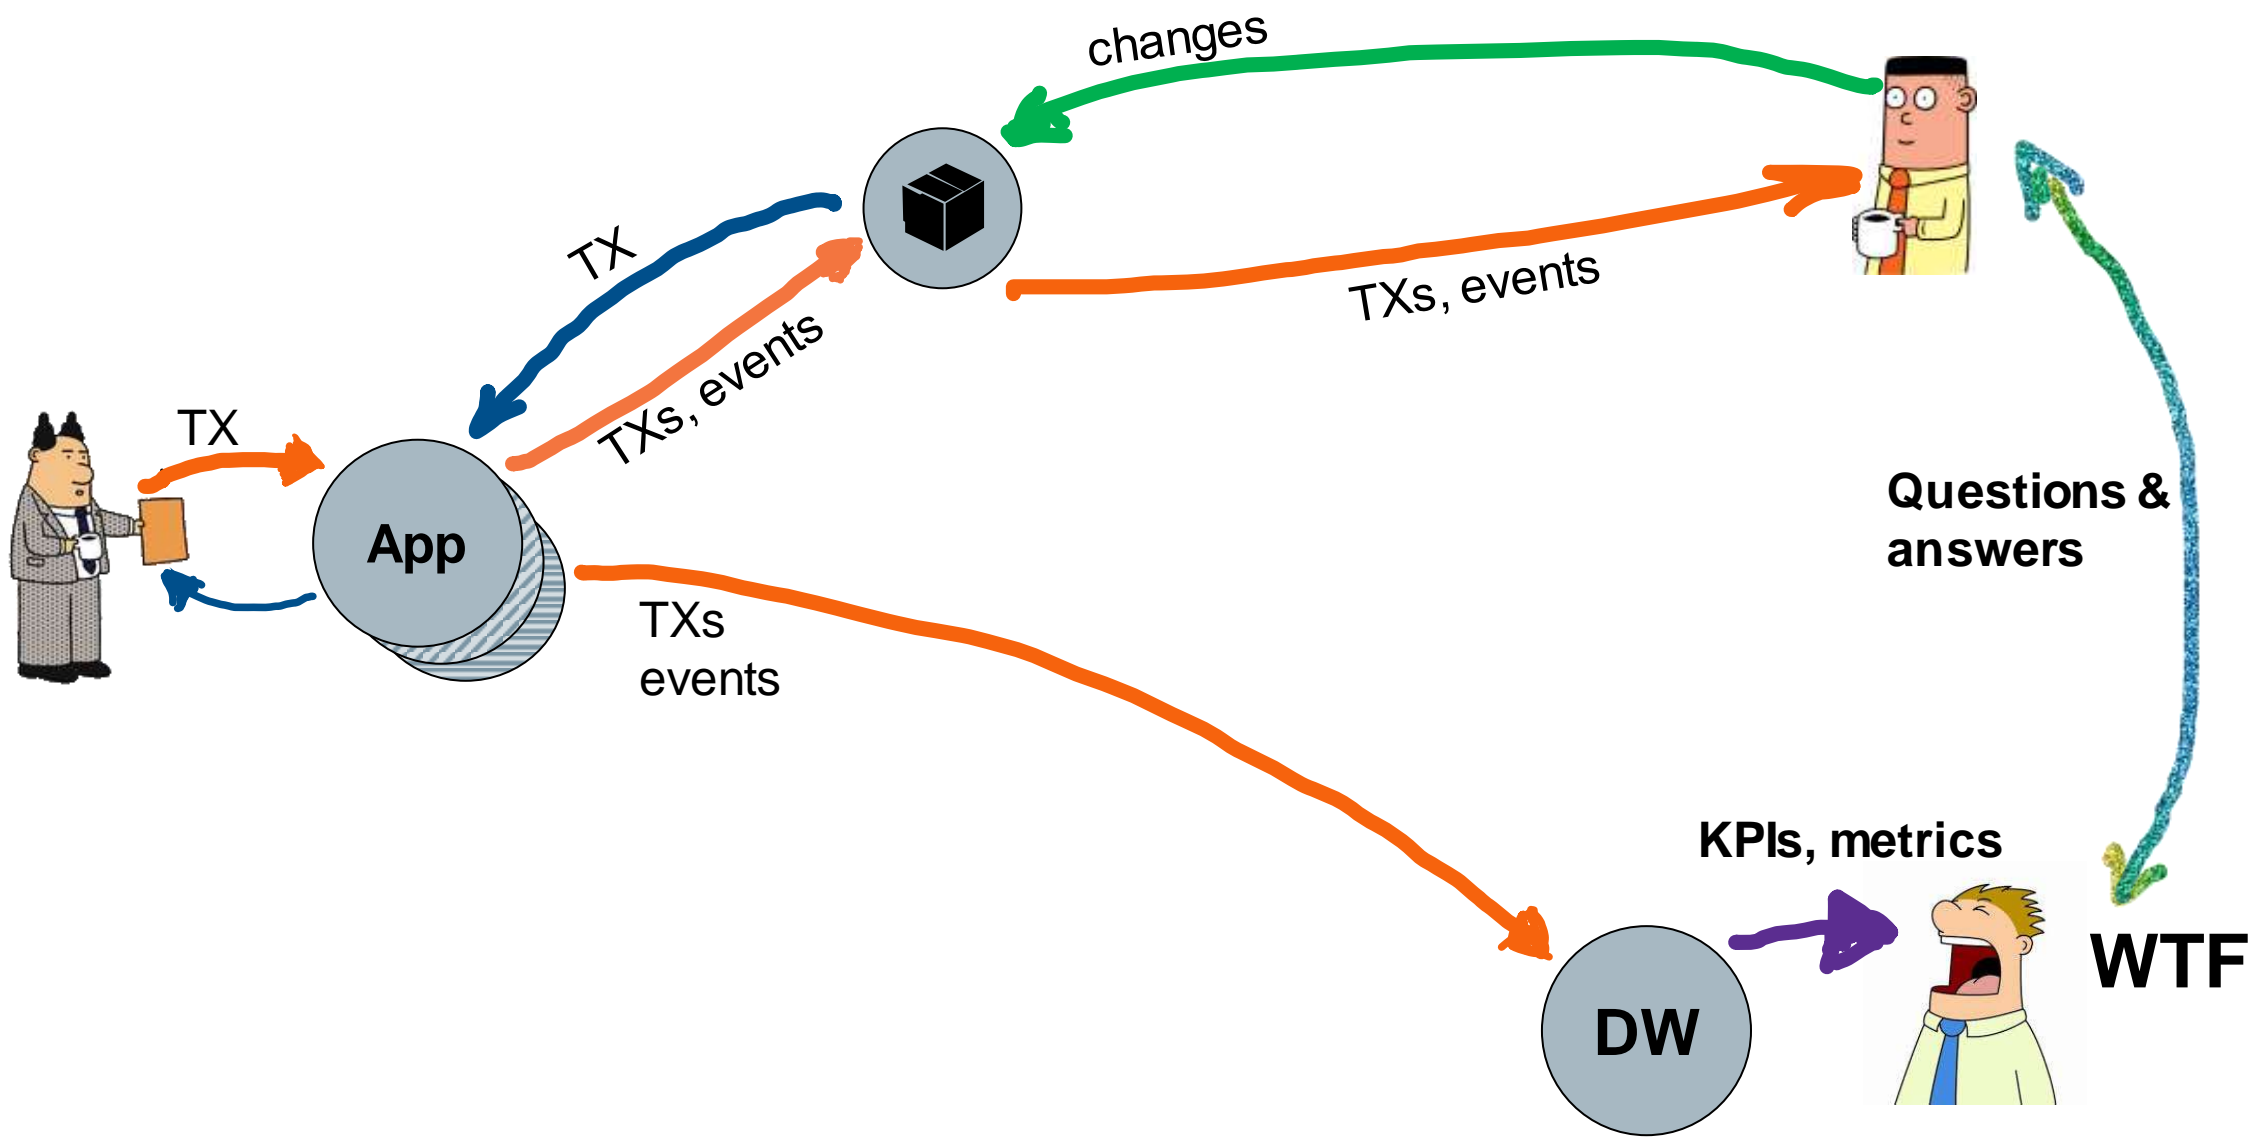 changes
TX
TXs, events
TXs, events
TX
App
TXs
events
Questions &
answers
KPIs, metrics
WTF
DW